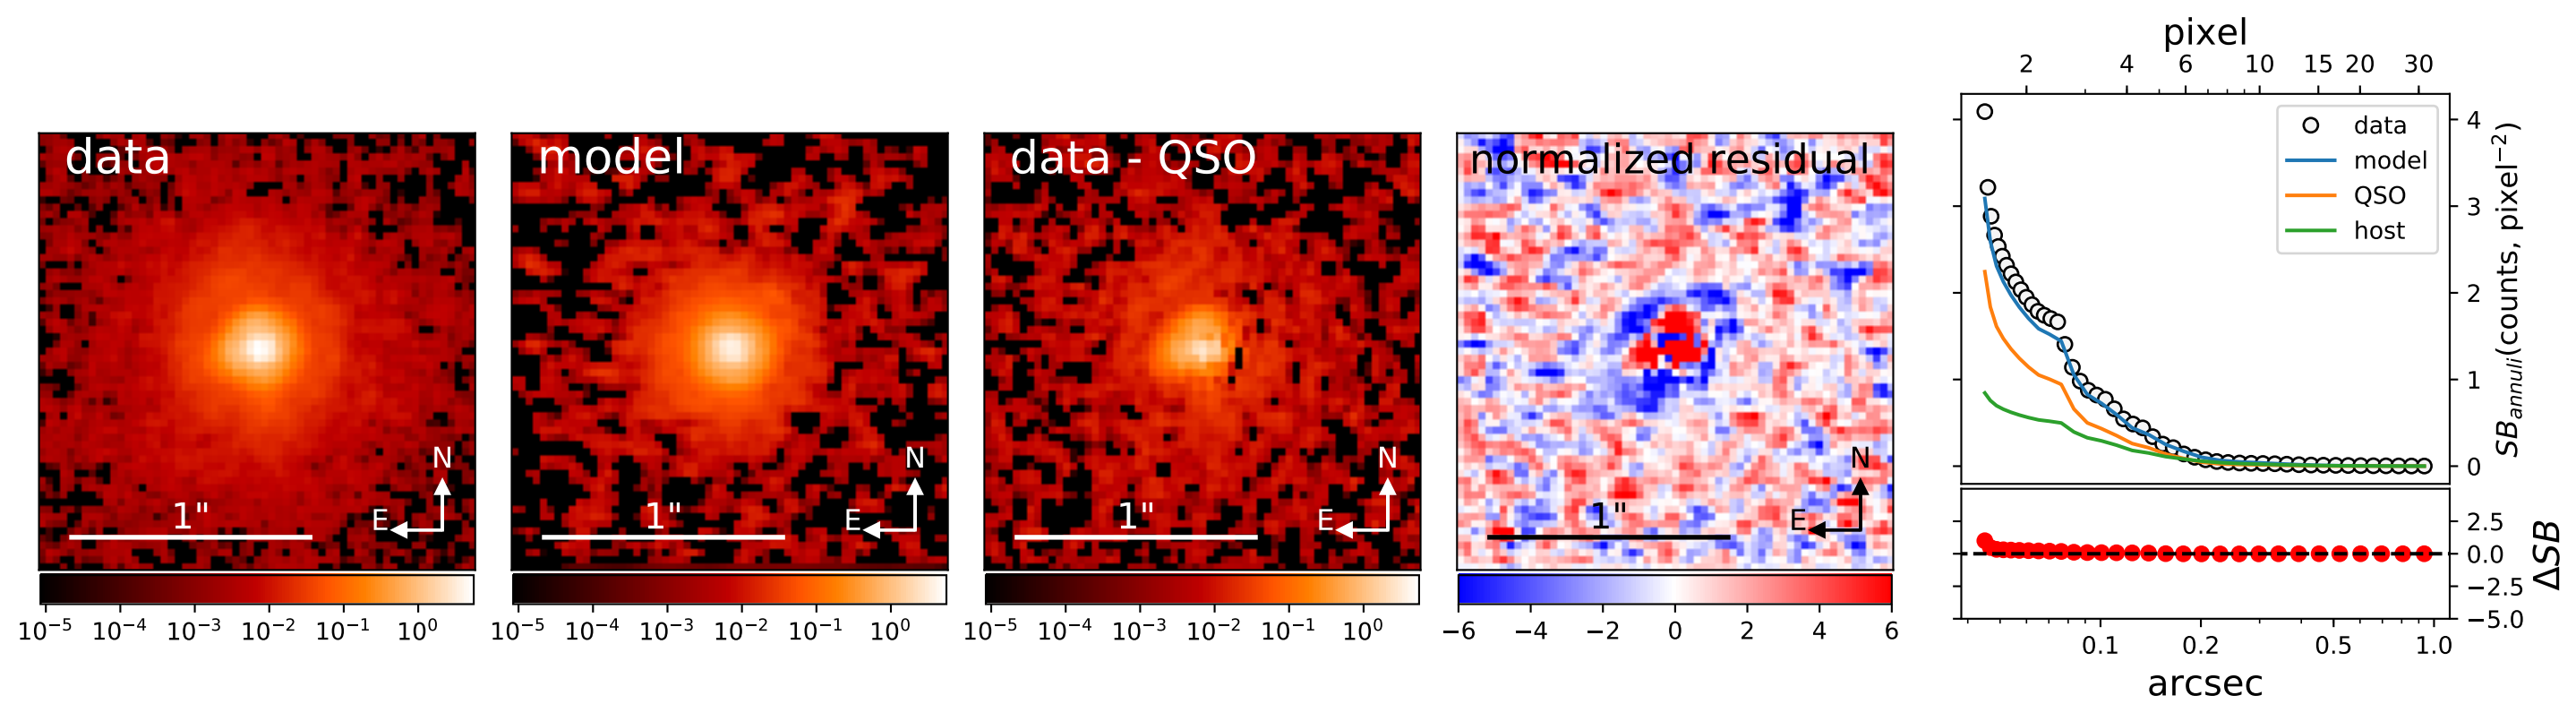 data
N
E
1"
10⁻⁵ 10⁻⁴ 10⁻³ 10⁻² 10⁻¹ 10⁰
model
N
E
1"
10⁻⁵ 10⁻⁴ 10⁻³ 10⁻² 10⁻¹ 10⁰
data - QSO
N
E
1"
10⁻⁵ 10⁻⁴ 10⁻³ 10⁻² 10⁻¹ 10⁰
normalized residual
N
E
1"
−6 −4 −2 0 2 4 6
pixel
2 4 6 10 15 20 30
data
model
QSO
host
4
3
2
1
0
SB_annuli(counts, pixel⁻²)
2.5
0.0
−2.5
−5.0
ΔSB
0.1 0.2 0.5 1.0
arcsec